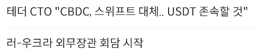 테더 CTO "CBDC, 스위프트 대체.. USDT 존속할 것"
러-우크라 외무장관 회담 시작